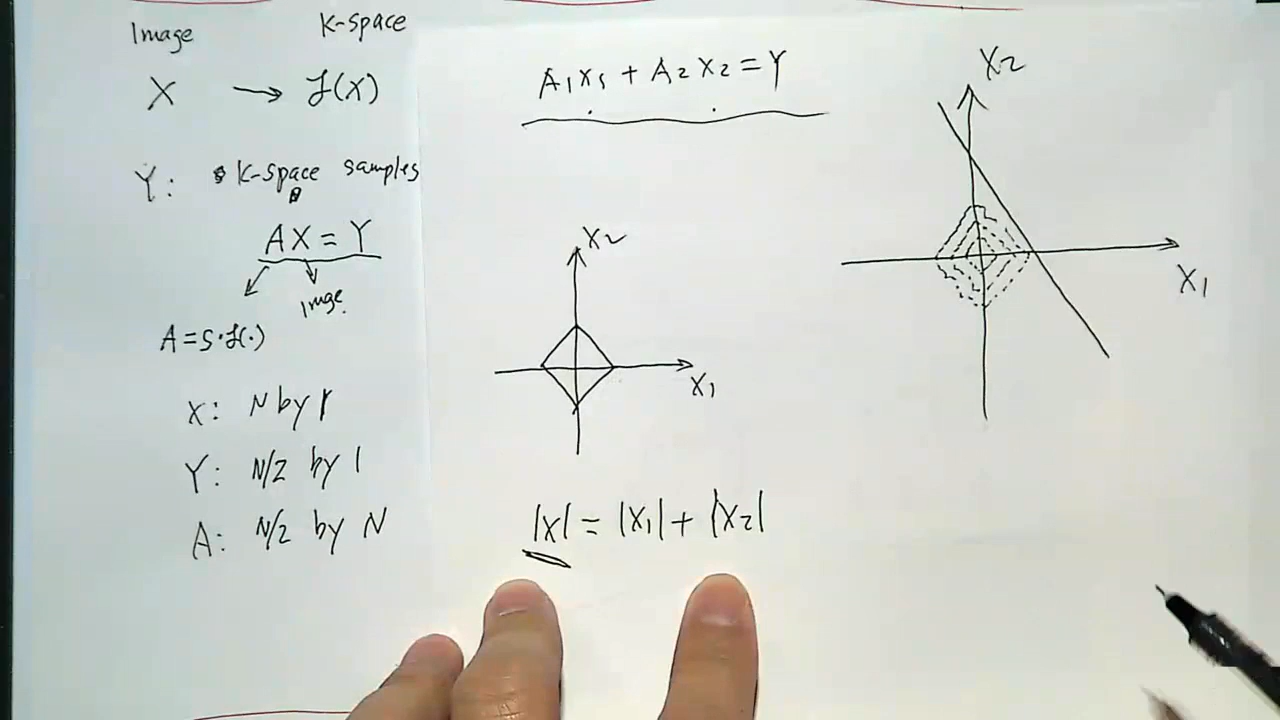 Image K-space
X → ℱ(X)
Y: K-space samples
AX = Y
Imge.
A = S·ℱ(·)
X: N by 1
Y: N/2 by 1
A: N/2 by N
A₁X₁ + A₂X₂ = Y
X₂
X₁
|X| = |X₁| + |X₂|
X₂
X₁